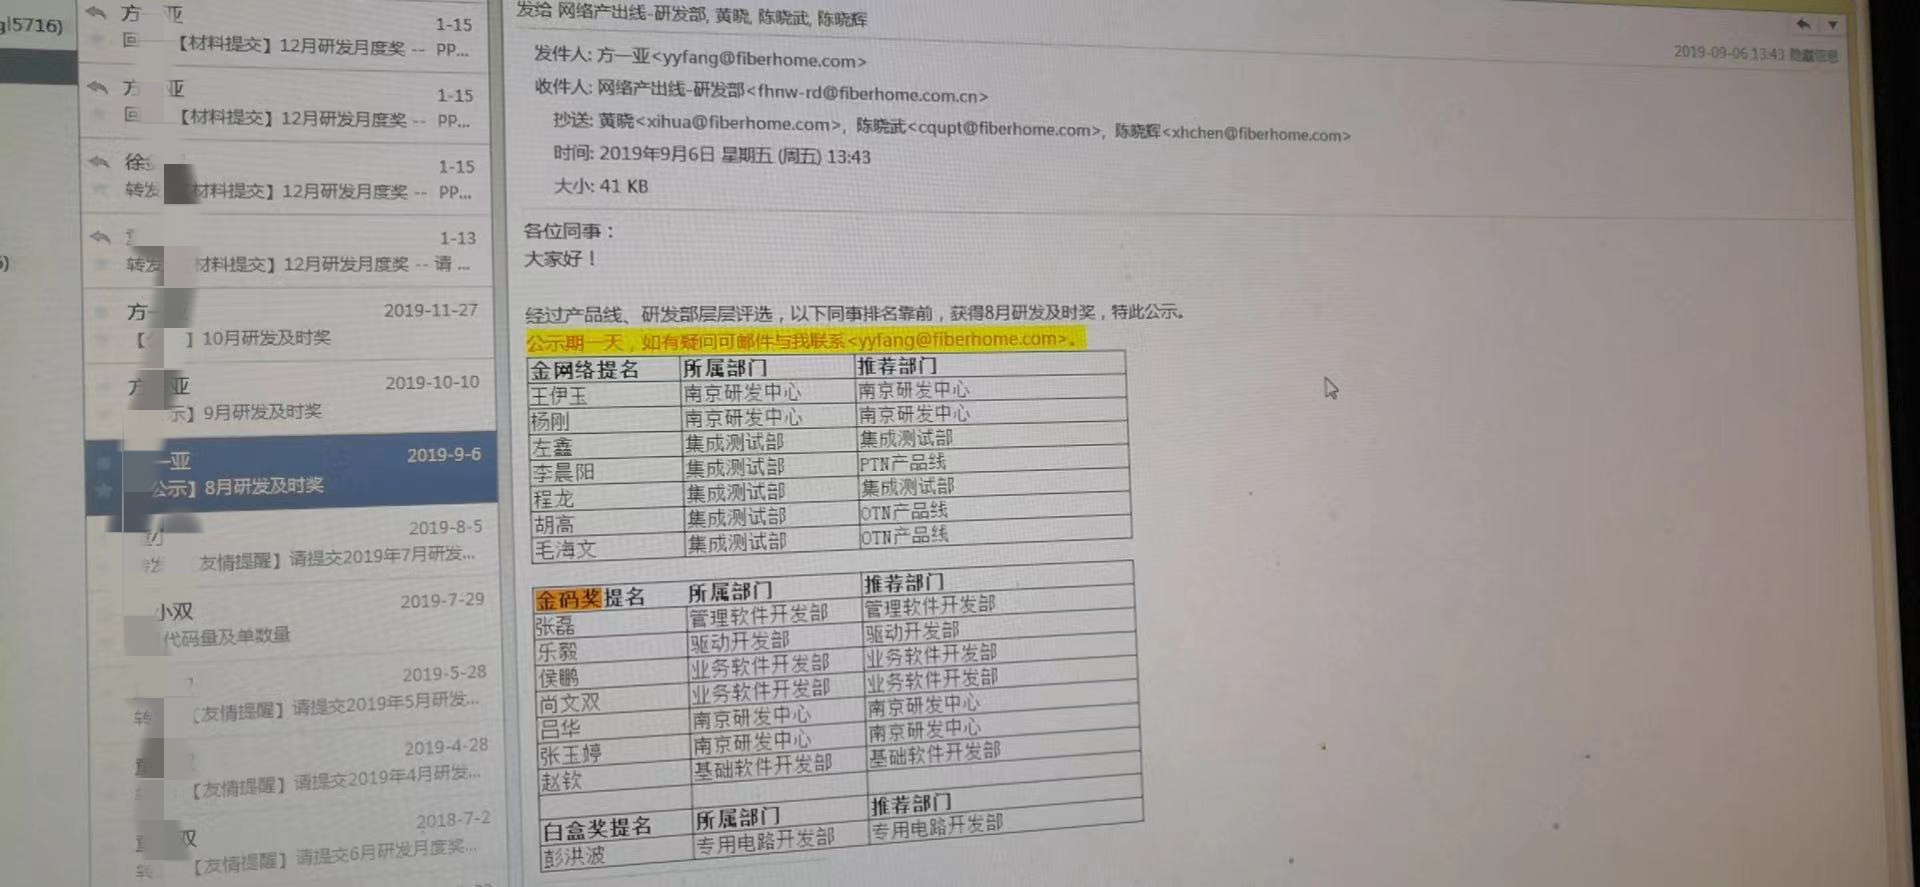 gl5716)
方 亚
1-15
回 【材料提交】12月研发月度奖 -- PP...
方 亚
1-15
回 【材料提交】12月研发月度奖 -- PP...
徐
1-15
转发 材料提交】12月研发月度奖 -- PP...
1-13
转发 材料提交】12月研发月度奖 -- 请 ...
方一
2019-11-27
【 】10月研发及时奖
方 亚
2019-10-10
示】9月研发及时奖
一亚
2019-9-6
公示】8月研发及时奖
2019-8-5
友情提醒】请提交2019年7月研发...
小双
2019-7-29
代码量及单数量
2019-5-28
转 【友情提醒】请提交2019年5月研发...
2019-4-28
【友情提醒】请提交2019年4月研发...
双
2018-7-2
转 【友情提醒】请提交6月研发月度奖...
发给 网络产出线-研发部, 黄晓, 陈晓武, 陈晓辉
2019-09-06 13:43 隐藏信息
发件人: 方一亚<yyfang@fiberhome.com>
收件人: 网络产出线-研发部<fhnw-rd@fiberhome.com.cn>
抄送: 黄晓<xihua@fiberhome.com>, 陈晓武<cqupt@fiberhome.com>, 陈晓辉<xhchen@fiberhome.com>
时间: 2019年9月6日 星期五 (周五) 13:43
大小: 41 KB
各位同事：
大家好！
经过产品线、研发部层层评选，以下同事排名靠前，获得8月研发及时奖，特此公示。
公示期一天，如有疑问可邮件与我联系<yyfang@fiberhome.com>。
金网络提名 所属部门 推荐部门
王伊玉 南京研发中心 南京研发中心
杨刚 南京研发中心 南京研发中心
左鑫 集成测试部 集成测试部
李晨阳 集成测试部 PTN产品线
程龙 集成测试部 集成测试部
胡高 集成测试部 OTN产品线
毛海文 集成测试部 OTN产品线
金码奖提名 所属部门 推荐部门
张磊 管理软件开发部 管理软件开发部
乐毅 驱动开发部 驱动开发部
侯鹏 业务软件开发部 业务软件开发部
尚文双 业务软件开发部 业务软件开发部
吕华 南京研发中心 南京研发中心
张玉婷 南京研发中心 南京研发中心
赵钦 基础软件开发部 基础软件开发部
白盒奖提名 所属部门 推荐部门
彭洪波 专用电路开发部 专用电路开发部